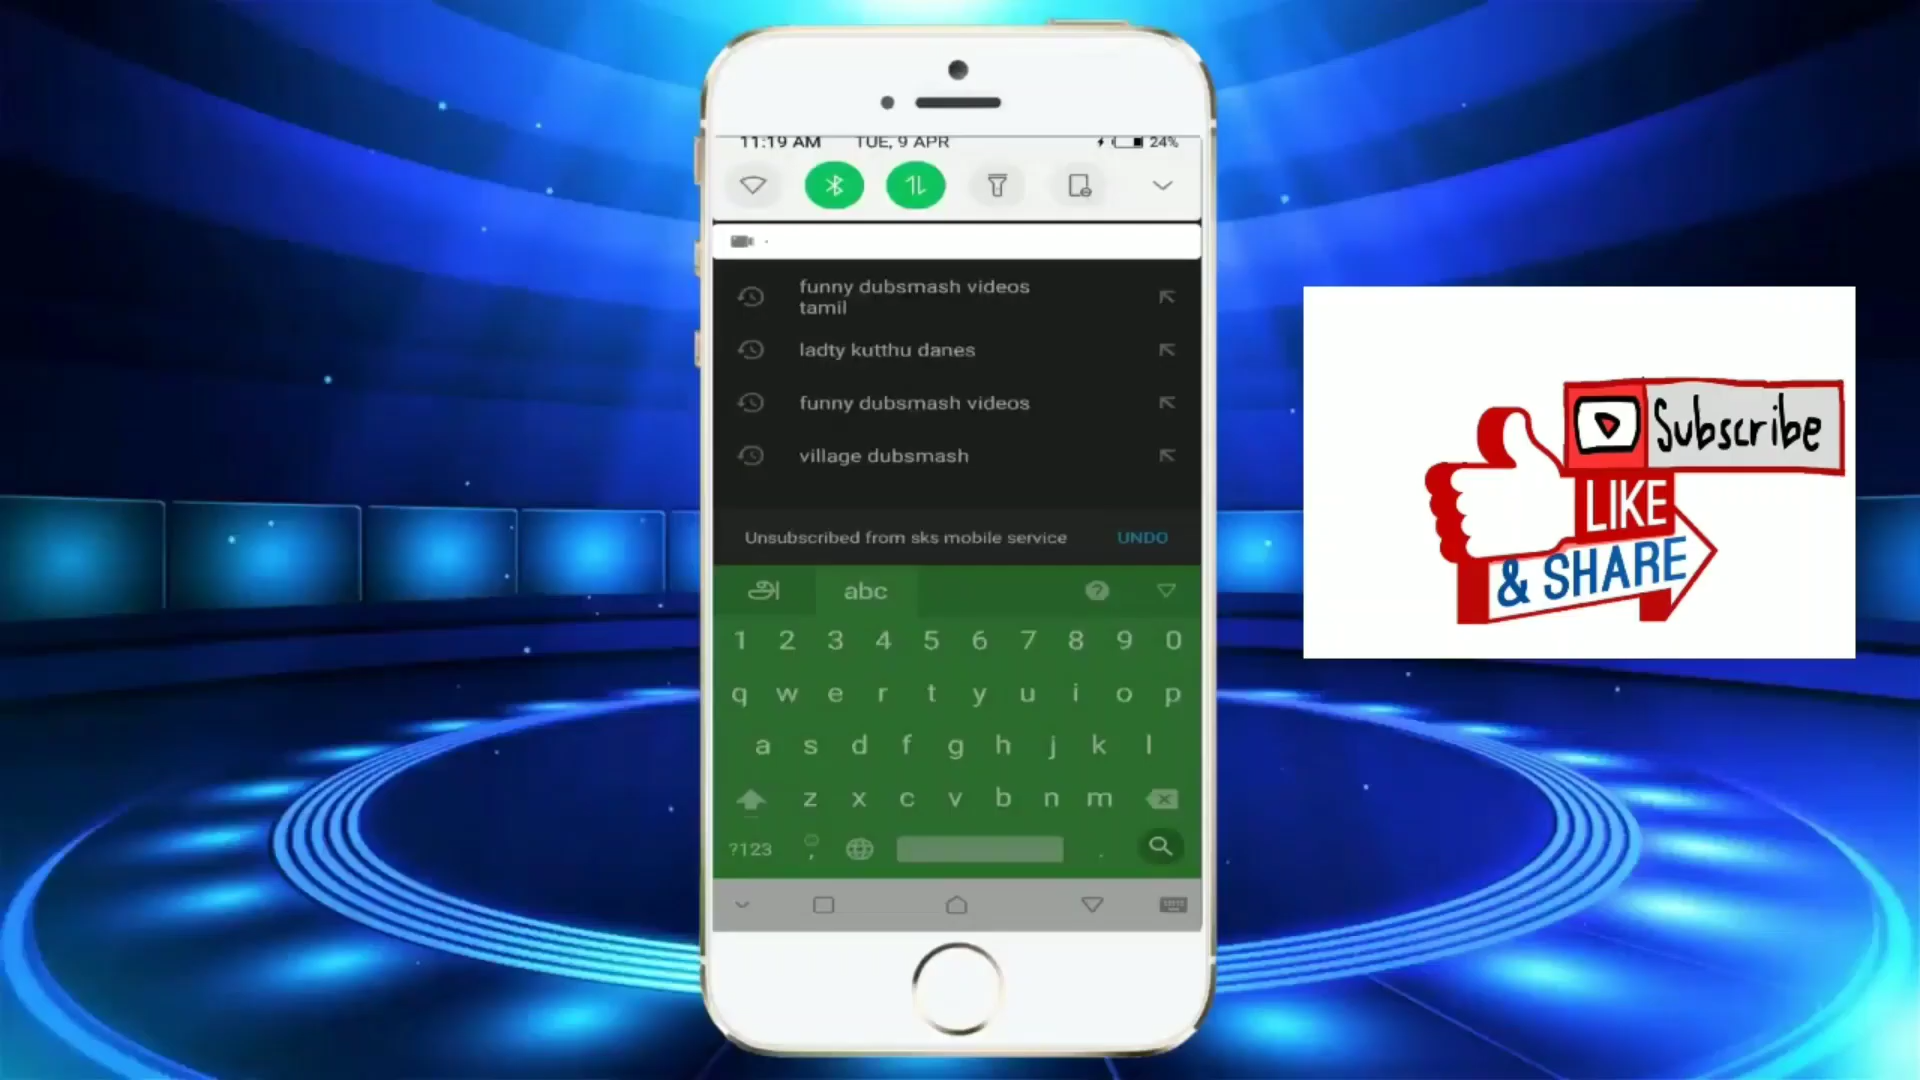 11:19 AM TUE, 9 APR 24%
funny dubsmash videos
tamil
ladty kutthu danes
funny dubsmash videos
village dubsmash
Unsubscribed from sks mobile service UNDO
அ abc ?
1 2 3 4 5 6 7 8 9 0
q w e r t y u i o p
a s d f g h j k l
z x c v b n m
?123 , .
Subscribe
LIKE
& SHARE